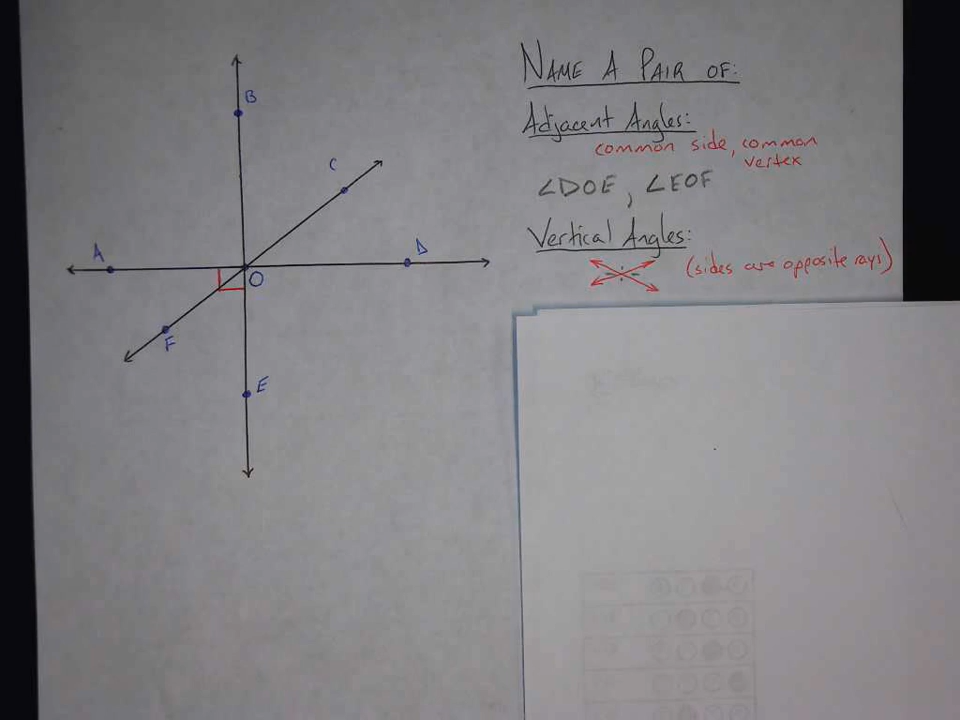 NAME A PAIR OF:
Adjacent Angles:
common side, common
vertex
∠DOE, ∠EOF
Vertical Angles:
(sides are opposite rays)
B
C
A
D
O
F
E